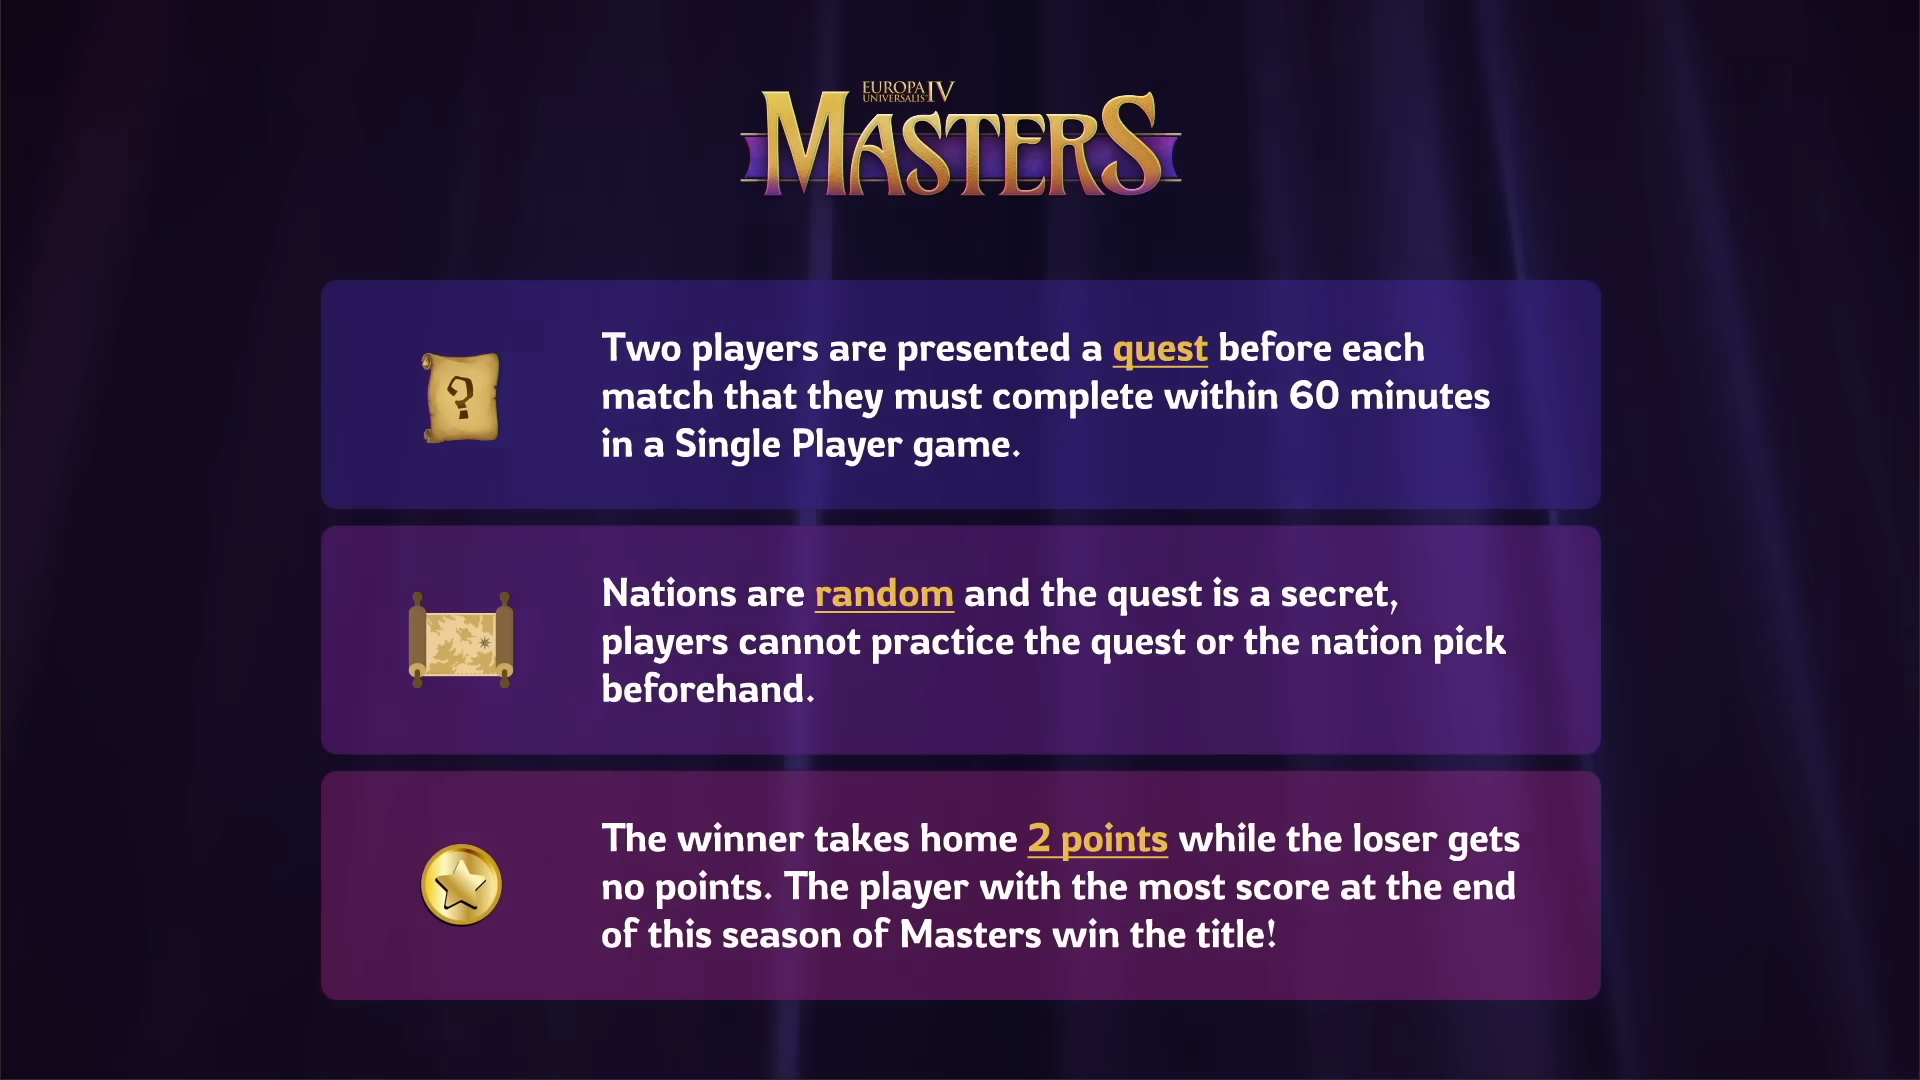 EUROPA IV
UNIVERSALIS
MASTERS
Two players are presented a quest before each
match that they must complete within 60 minutes
in a Single Player game.
?
Nations are random and the quest is a secret,
players cannot practice the quest or the nation pick
beforehand.
The winner takes home 2 points while the loser gets
no points. The player with the most score at the end
of this season of Masters win the title!